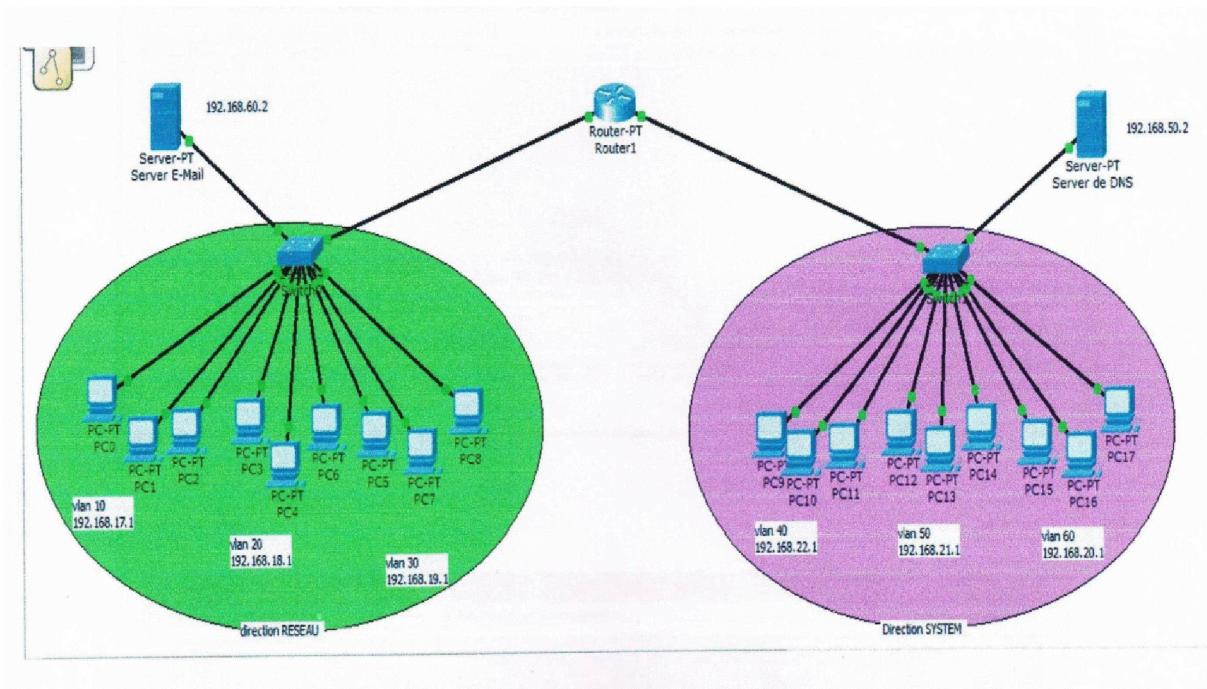 192.168.60.2
Server-PT
Server E-Mail
Router-PT
Router1
192.168.50.2
Server-PT
Server de DNS
PC-PT
PC0
PC-PT
PC1
PC-PT
PC2
PC-PT
PC3
PC-PT
PC4
PC-PT
PC6
PC-PT
PC5
PC-PT
PC7
PC-PT
PC8
vlan 10
192.168.17.1
vlan 20
192.168.18.1
vlan 30
192.168.19.1
direction RESEAU
PC9
PC-PT
PC10
PC-PT
PC11
PC-PT
PC12
PC-PT
PC13
PC-PT
PC14
PC-PT
PC15
PC-PT
PC16
PC-PT
PC17
vlan 40
192.168.22.1
vlan 50
192.168.21.1
vlan 60
192.168.20.1
Direction SYSTEM